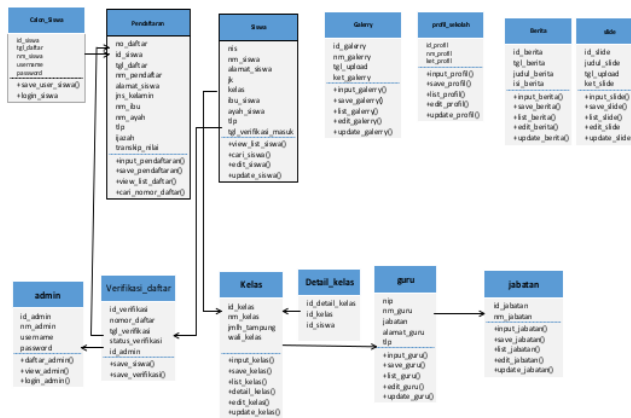 Calon_Siswa
id_siswa
tgl_daftar
nm_siswa
username
password
+save_user_siswa()
+login_siswa
Pendaftaran
no_daftar
id_siswa
tgl_daftar
nm_pendaftar
alamat_siswa
jns_kelamin
nm_ibu
nm_ayah
tlp
ijazah
transkip_nilai
+input_pendaftaran()
+save_pendaftaran()
+view_list_daftar()
+cari_nomor_daftar()
Siswa
nis
nm_siswa
alamat_siswa
jk
kelas
ibu_siswa
ayah_siswa
tlp
tgl_verifikasi_masuk
+view_list_siswa()
+cari_siswa()
+edit_siswa()
+update_siswa()
Galerry
id_galerry
nm_galerry
tgl_upload
ket_galerry
+input_galerry()
+save_galerry()
+list_galerry()
+edit_galerry()
+update_galerry()
profil_sekolah
id_profil
nm_profil
ket_profil
+input_profil()
+save_profil()
+list_profil()
+edit_profil()
+update_profil()
Berita
id_berita
tgl_berita
judul_berita
isi_berita
+input_berita()
+save_berita()
+list_berita()
+edit_berita()
+update_berita()
slide
id_slide
judul_slide
tgl_upload
ket_slide
+input_slide()
+save_slide()
+list_slide()
+edit_slide
+update_slide
admin
id_admin
nm_admin
username
password
+daftar_admin()
+view_admin()
+login_admin()
Verifikasi_daftar
id_verifikasi
nomor_daftar
tgl_verifikasi
status_verifikasi
id_admin
+save_siswa()
+save_verifikasi()
Kelas
id_kelas
nm_kelas
jmlh_tampung
wali_kelas
+input_kelas()
+save_kelas()
+list_kelas()
+detail_kelas()
+edit_kelas()
+update_kelas()
Detail_kelas
id_detail_kelas
id_kelas
id_siswa
guru
nip
nm_guru
jabatan
alamat_guru
tlp
+input_guru()
+save_guru()
+list_guru()
+edit_guru()
+update_guru()
jabatan
id_jabatan
nm_jabatan
+input_jabatan()
+save_jabatan()
+list_jabatan()
+edit_jabatan()
+update_jabatan()